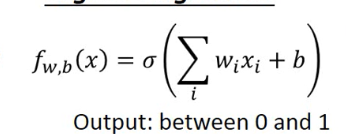 f_{w,b}(x) = σ(∑_i w_i x_i + b)
Output: between 0 and 1